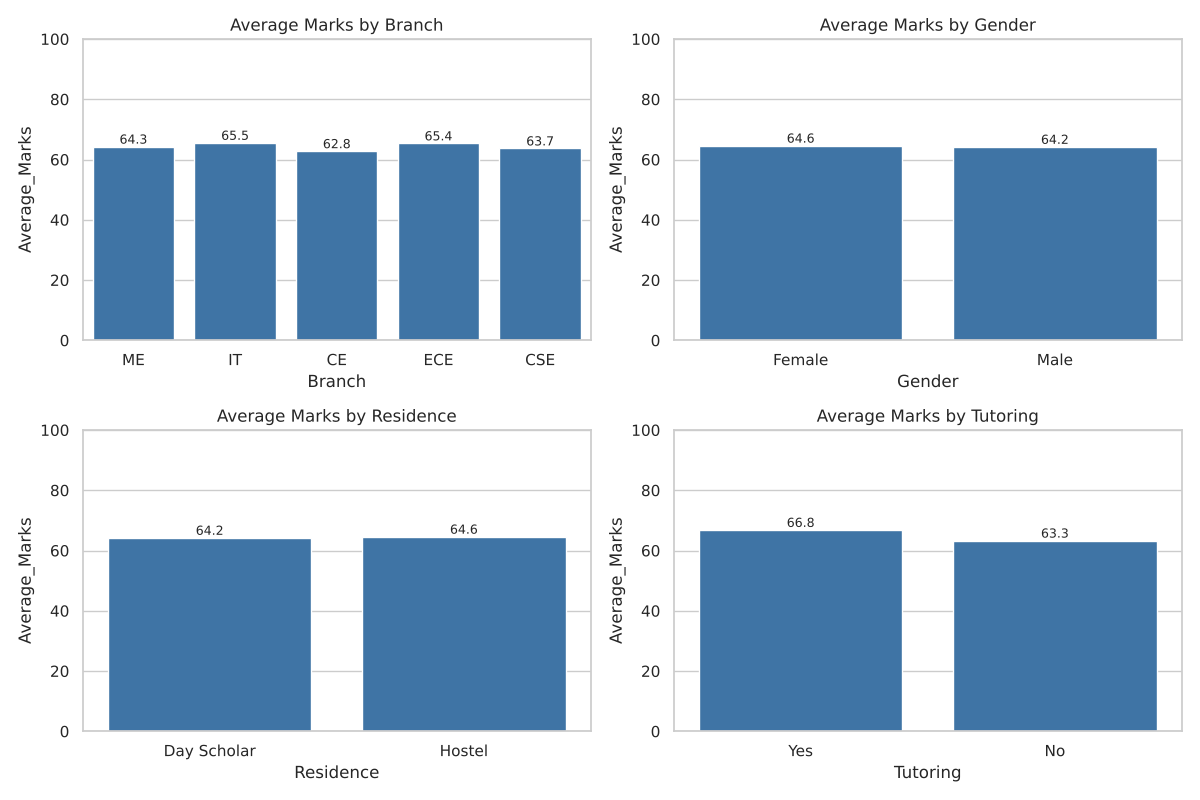 Average Marks by Branch
100
80
60
40
20
0
Average_Marks
64.3
65.5
62.8
65.4
63.7
ME
IT
CE
ECE
CSE
Branch
Average Marks by Gender
100
80
60
40
20
0
Average_Marks
64.6
64.2
Female
Male
Gender
Average Marks by Residence
100
80
60
40
20
0
Average_Marks
64.2
64.6
Day Scholar
Hostel
Residence
Average Marks by Tutoring
100
80
60
40
20
0
Average_Marks
66.8
63.3
Yes
No
Tutoring